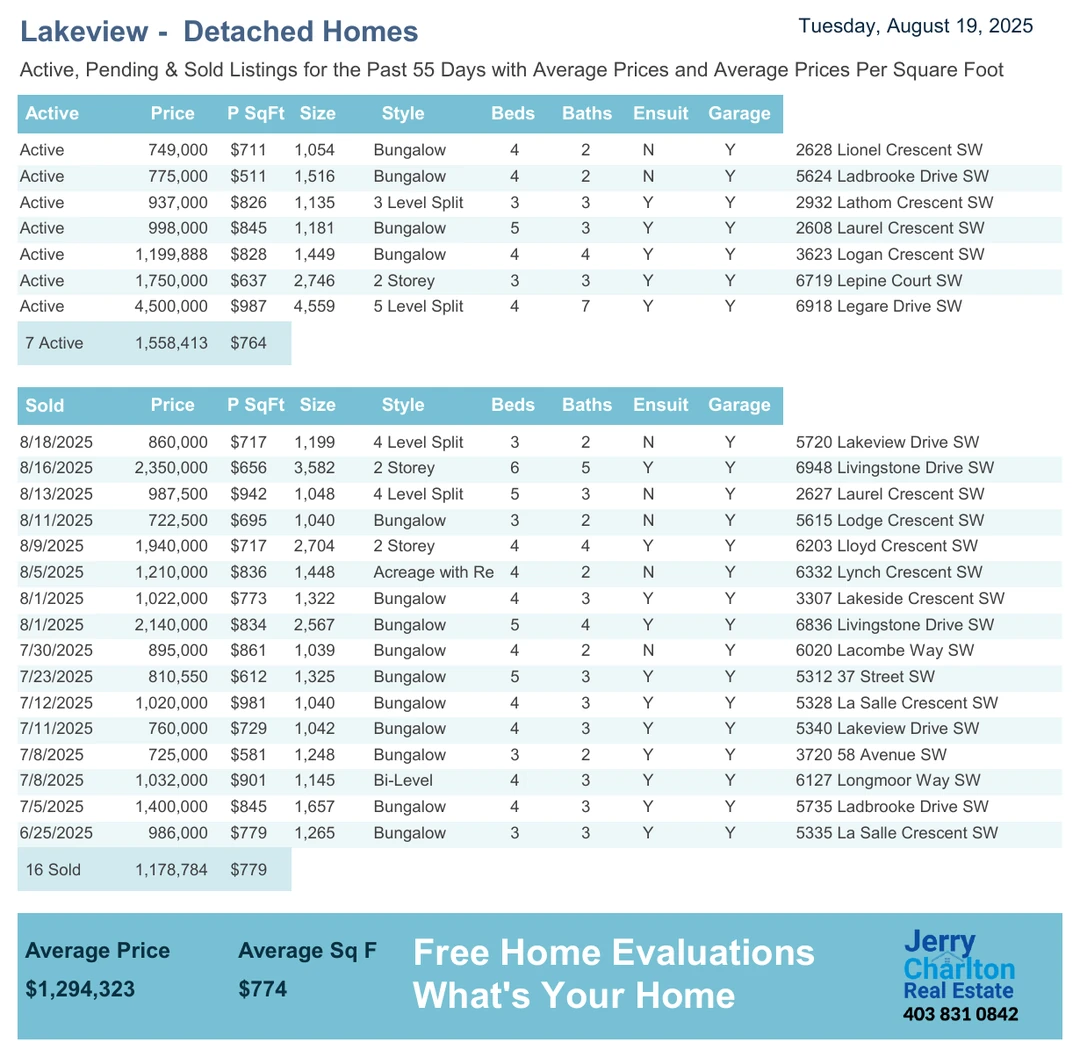 Lakeview - Detached Homes
Tuesday, August 19, 2025
Active, Pending & Sold Listings for the Past 55 Days with Average Prices and Average Prices Per Square Foot
Active Price P SqFt Size Style Beds Baths Ensuit Garage
Active 749,000 $711 1,054 Bungalow 4 2 N Y 2628 Lionel Crescent SW
Active 775,000 $511 1,516 Bungalow 4 2 N Y 5624 Ladbrooke Drive SW
Active 937,000 $826 1,135 3 Level Split 3 3 Y Y 2932 Lathom Crescent SW
Active 998,000 $845 1,181 Bungalow 5 3 Y Y 2608 Laurel Crescent SW
Active 1,199,888 $828 1,449 Bungalow 4 4 Y Y 3623 Logan Crescent SW
Active 1,750,000 $637 2,746 2 Storey 3 3 Y Y 6719 Lepine Court SW
Active 4,500,000 $987 4,559 5 Level Split 4 7 Y Y 6918 Legare Drive SW
7 Active 1,558,413 $764
Sold Price P SqFt Size Style Beds Baths Ensuit Garage
8/18/2025 860,000 $717 1,199 4 Level Split 3 2 N Y 5720 Lakeview Drive SW
8/16/2025 2,350,000 $656 3,582 2 Storey 6 5 Y Y 6948 Livingstone Drive SW
8/13/2025 987,500 $942 1,048 4 Level Split 5 3 N Y 2627 Laurel Crescent SW
8/11/2025 722,500 $695 1,040 Bungalow 3 2 N Y 5615 Lodge Crescent SW
8/9/2025 1,940,000 $717 2,704 2 Storey 4 4 Y Y 6203 Lloyd Crescent SW
8/5/2025 1,210,000 $836 1,448 Acreage with Re 4 2 N Y 6332 Lynch Crescent SW
8/1/2025 1,022,000 $773 1,322 Bungalow 4 3 Y Y 3307 Lakeside Crescent SW
8/1/2025 2,140,000 $834 2,567 Bungalow 5 4 Y Y 6836 Livingstone Drive SW
7/30/2025 895,000 $861 1,039 Bungalow 4 2 N Y 6020 Lacombe Way SW
7/23/2025 810,550 $612 1,325 Bungalow 5 3 Y Y 5312 37 Street SW
7/12/2025 1,020,000 $981 1,040 Bungalow 4 3 Y Y 5328 La Salle Crescent SW
7/11/2025 760,000 $729 1,042 Bungalow 4 3 Y Y 5340 Lakeview Drive SW
7/8/2025 725,000 $581 1,248 Bungalow 3 2 Y Y 3720 58 Avenue SW
7/8/2025 1,032,000 $901 1,145 Bi-Level 4 3 Y Y 6127 Longmoor Way SW
7/5/2025 1,400,000 $845 1,657 Bungalow 4 3 Y Y 5735 Ladbrooke Drive SW
6/25/2025 986,000 $779 1,265 Bungalow 3 3 Y Y 5335 La Salle Crescent SW
16 Sold 1,178,784 $779
Average Price Average Sq F
$1,294,323 $774
Free Home Evaluations
What's Your Home
Jerry
Charlton
Real Estate
403 831 0842